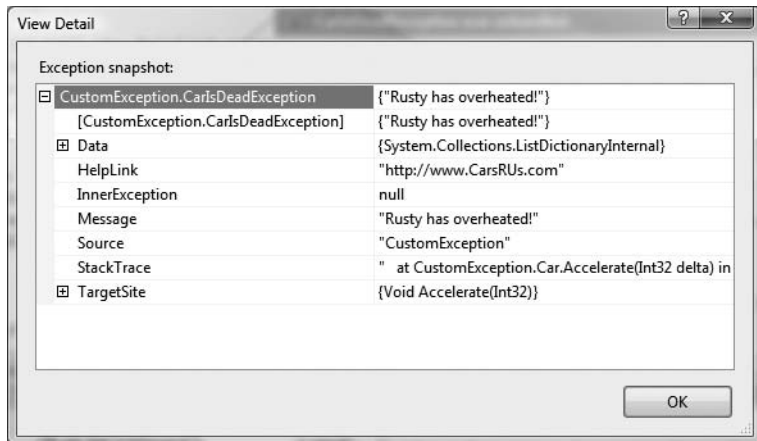 View Detail
Exception snapshot:
CustomException.CarIsDeadException {"Rusty has overheated!"}
[CustomException.CarIsDeadException] {"Rusty has overheated!"}
Data {System.Collections.ListDictionaryInternal}
HelpLink "http://www.CarsRUs.com"
InnerException null
Message "Rusty has overheated!"
Source "CustomException"
StackTrace " at CustomException.Car.Accelerate(Int32 delta) in
TargetSite {Void Accelerate(Int32)}
OK